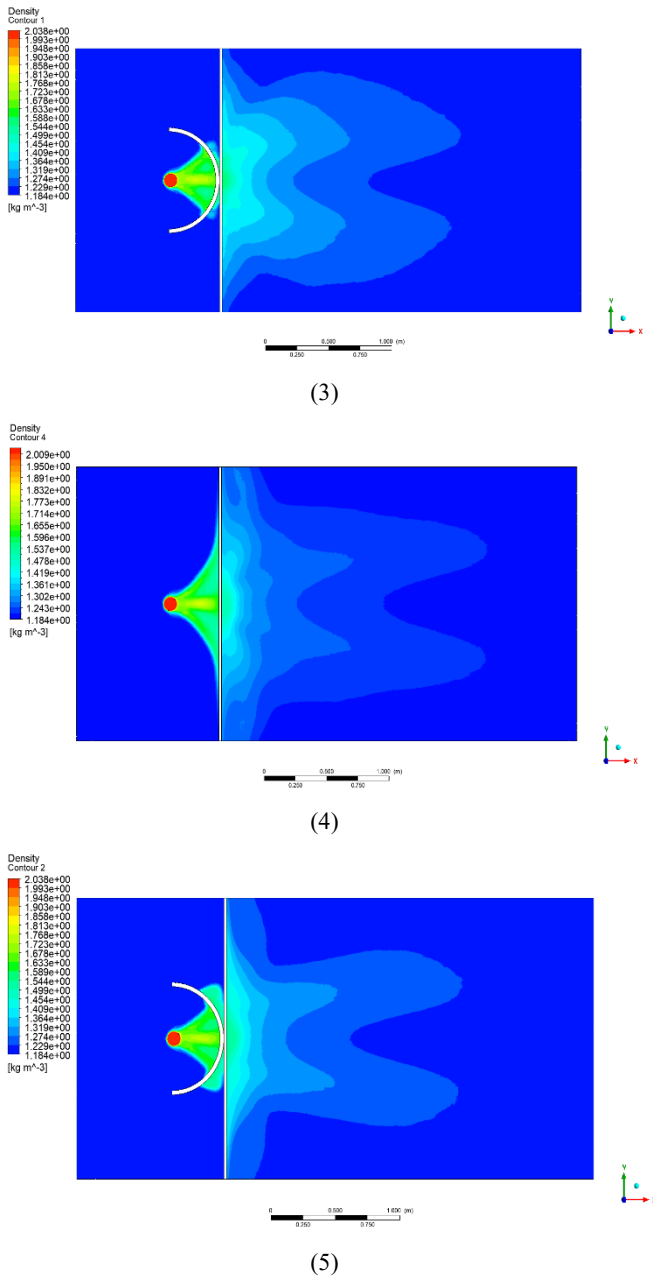 Density
Contour 1
2.038e+00
1.993e+00
1.948e+00
1.903e+00
1.858e+00
1.813e+00
1.768e+00
1.723e+00
1.678e+00
1.633e+00
1.588e+00
1.544e+00
1.499e+00
1.454e+00
1.409e+00
1.364e+00
1.319e+00
1.274e+00
1.229e+00
1.184e+00
[kg m^-3]
Y
X
0 0.500 1.000 (m)
0.250 0.750
(3)
Density
Contour 4
2.009e+00
1.950e+00
1.891e+00
1.832e+00
1.773e+00
1.714e+00
1.655e+00
1.596e+00
1.537e+00
1.478e+00
1.419e+00
1.361e+00
1.302e+00
1.243e+00
1.184e+00
[kg m^-3]
Y
X
0 0.500 1.000 (m)
0.250 0.750
(4)
Density
Contour 2
2.038e+00
1.993e+00
1.948e+00
1.903e+00
1.858e+00
1.813e+00
1.768e+00
1.723e+00
1.678e+00
1.633e+00
1.589e+00
1.544e+00
1.499e+00
1.454e+00
1.409e+00
1.364e+00
1.319e+00
1.274e+00
1.229e+00
1.184e+00
[kg m^-3]
Y
0 0.500 1.000 (m)
0.250 0.750
(5)